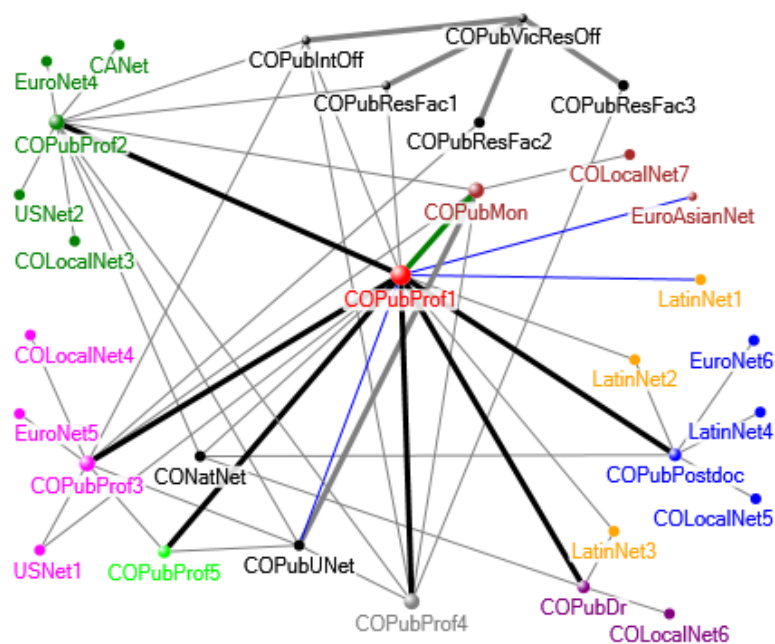 COPubVicResOff
COPubIntOff
CANet
EuroNet4
COPubResFac1
COPubResFac3
COPubResFac2
COPubProf2
COLocalNet7
COPubMon
EuroAsianNet
USNet2
COLocalNet3
COPubProf1
LatinNet1
COLocalNet4
EuroNet6
LatinNet2
EuroNet5
LatinNet4
COPubProf3
CONatNet
COPubPostdoc
COLocalNet5
LatinNet3
COPubUNet
USNet1
COPubProf5
COPubDr
COPubProf4
COLocalNet6